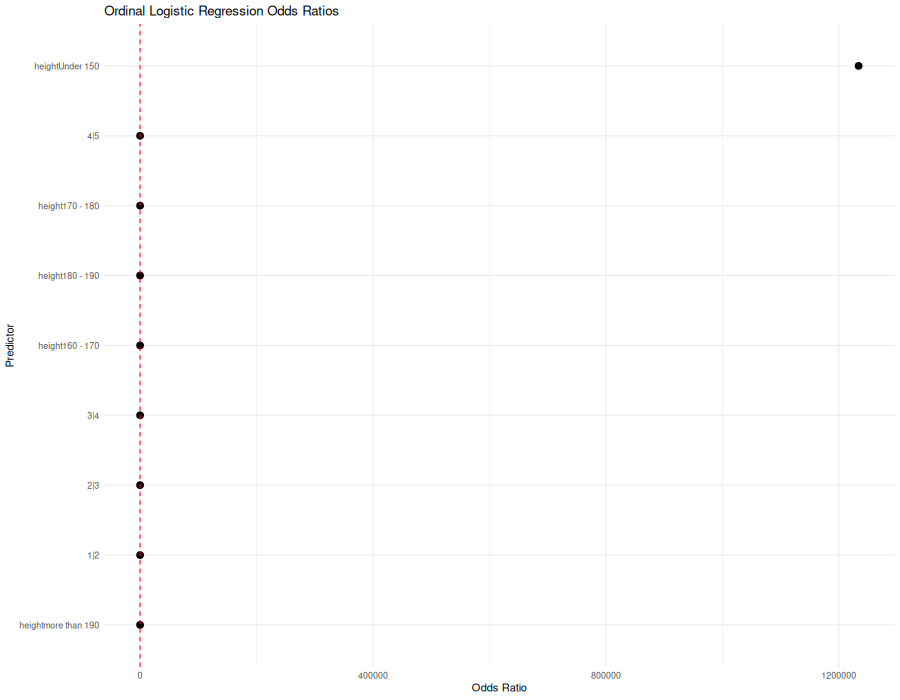 Ordinal Logistic Regression Odds Ratios
Predictor
heightUnder 150
4|5
height170 - 180
height180 - 190
height160 - 170
3|4
2|3
1|2
heightmore than 190
0 400000 800000 1200000
Odds Ratio